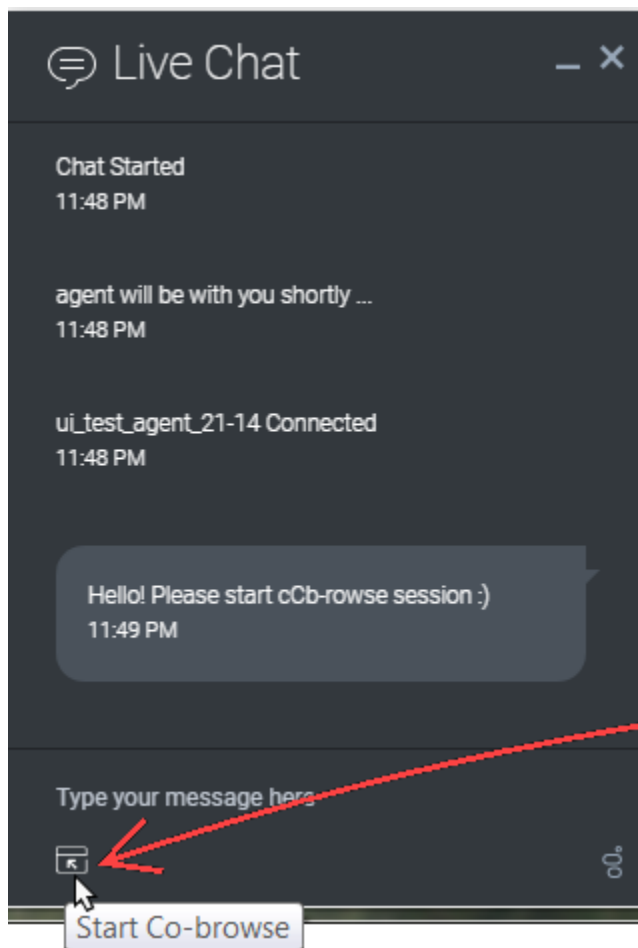 Live Chat
Chat Started
11:48 PM
agent will be with you shortly ...
11:48 PM
ui_test_agent_21-14 Connected
11:48 PM
Hello! Please start cCb-rowse session :)
11:49 PM
Type your message here
Start Co-browse